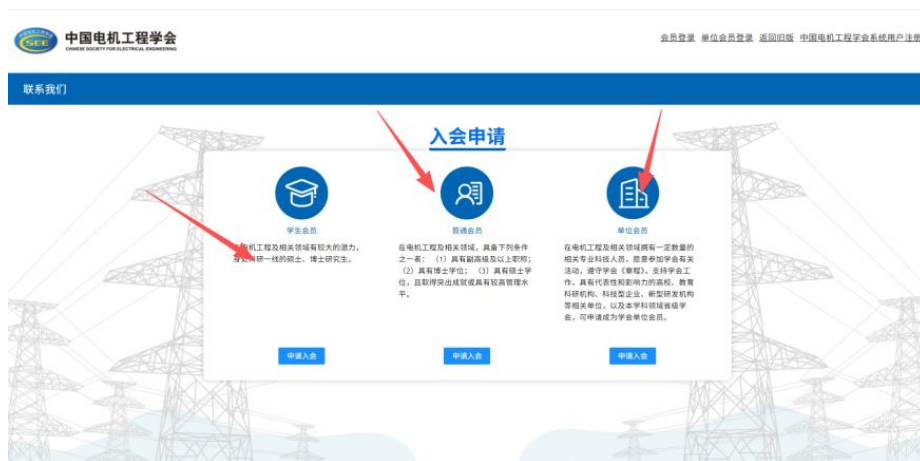 中国电机工程学会
CHINESE SOCIETY FOR ELECTRICAL ENGINEERING
CSEE
会员登录 单位会员登录 返回旧版 中国电机工程学会系统用户注册
联系我们
入会申请
学生会员
电机工程及相关领域有较大的潜力，
身处科研一线的硕士、博士研究生。
申请入会
普通会员
在电机工程及相关领域，具备下列条件
之一者：（1）具有副高级及以上职称；
（2）具有博士学位；（3）具有硕士学
位，且取得突出成就或具有较高管理水
平。
申请入会
单位会员
在电机工程及相关领域拥有一定数量的
相关专业科技人员，愿意参加学会有关
活动，遵守学会《章程》，支持学会工
作，具有代表性和影响力的高校、教育
科研机构、科技型企业、新型研发机构
等相关单位，以及本学科领域省级学
会，可申请成为学会单位会员。
申请入会